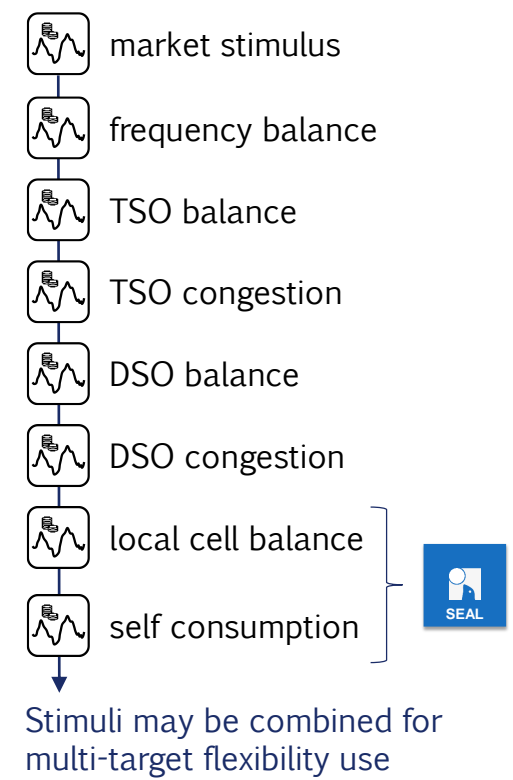 market stimulus
frequency balance
TSO balance
TSO congestion
DSO balance
DSO congestion
local cell balance
self consumption
SEAL
Stimuli may be combined for
multi-target flexibility use